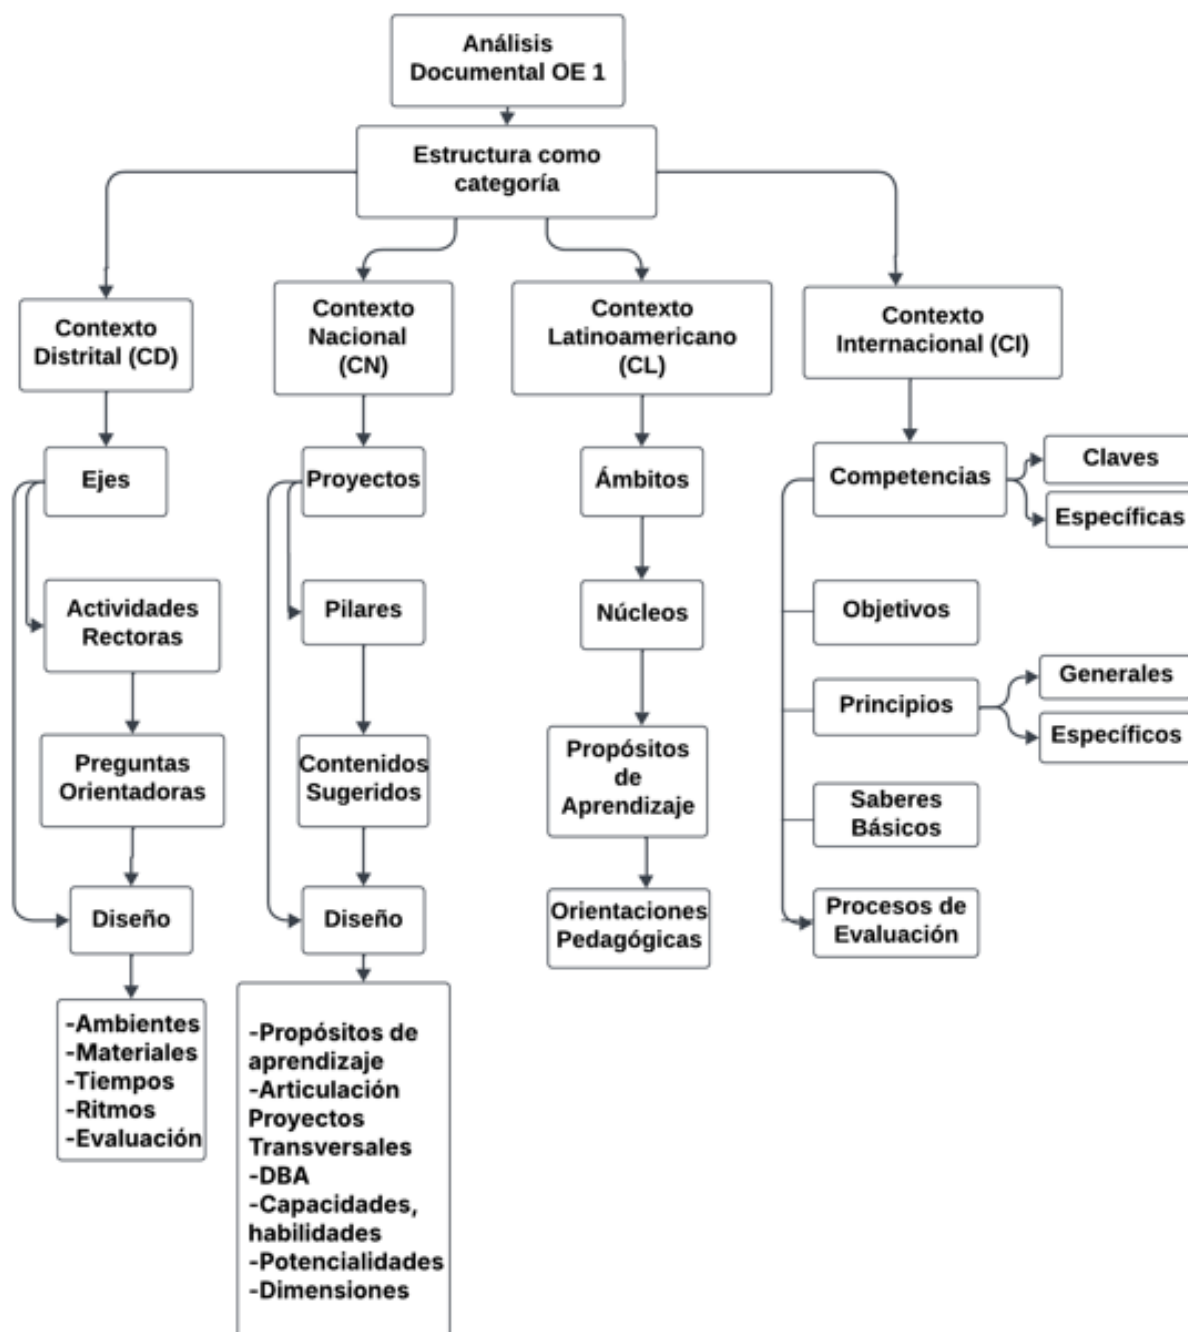 Análisis
Documental OE 1
Estructura como
categoría
Contexto
Distrital (CD)
Contexto
Nacional
(CN)
Contexto
Latinoamericano
(CL)
Contexto
Internacional (CI)
Ejes
Proyectos
Ámbitos
Competencias
Claves
Específicas
Actividades
Rectoras
Pilares
Núcleos
Objetivos
Principios
Generales
Específicos
Preguntas
Orientadoras
Contenidos
Sugeridos
Propósitos
de
Aprendizaje
Saberes
Básicos
Diseño
Diseño
Orientaciones
Pedagógicas
Procesos de
Evaluación
-Ambientes
-Materiales
-Tiempos
-Ritmos
-Evaluación
-Propósitos de
aprendizaje
-Articulación
Proyectos
Transversales
-DBA
-Capacidades,
habilidades
-Potencialidades
-Dimensiones